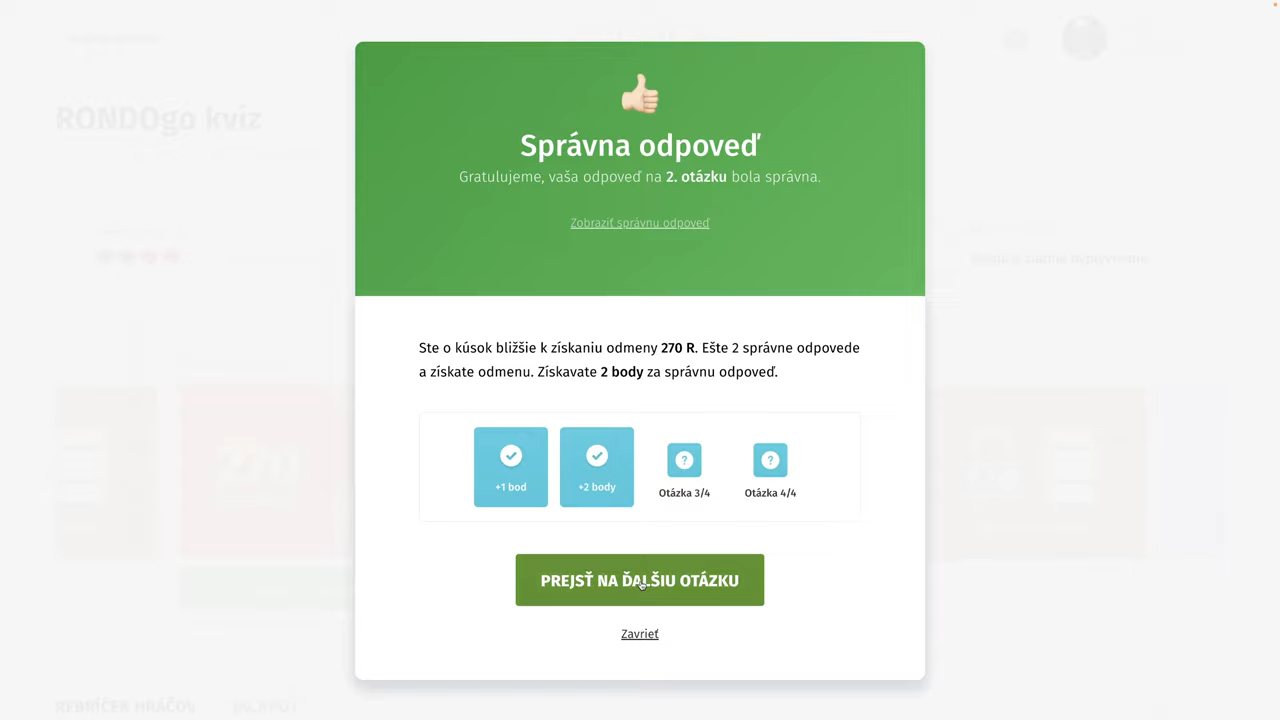 RONDOgo kvíz
Správna odpoveď
Gratulujeme, vaša odpoveď na 2. otázku bola správna.
Zobraziť správnu odpoveď
Ste o kúsok bližšie k získaniu odmeny 270 R. Ešte 2 správne odpovede
a získate odmenu. Získavate 2 body za správnu odpoveď.
+1 bod
+2 body
Otázka 3/4
Otázka 4/4
PREJSŤ NA ĎALŠIU OTÁZKU
Zavrieť
REBRÍČEK HRÁČOV
JACKPOT